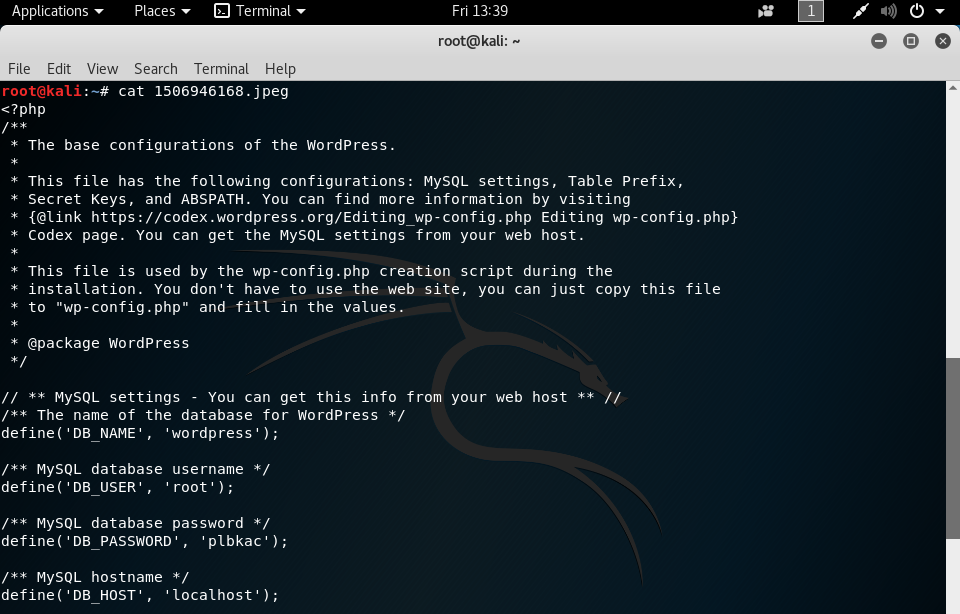 Applications Places Terminal Fri 13:39 1
root@kali: ~
File Edit View Search Terminal Help
root@kali:~# cat 1506946168.jpeg
<?php
/**
 * The base configurations of the WordPress.
 *
 * This file has the following configurations: MySQL settings, Table Prefix,
 * Secret Keys, and ABSPATH. You can find more information by visiting
 * {@link https://codex.wordpress.org/Editing_wp-config.php Editing wp-config.php}
 * Codex page. You can get the MySQL settings from your web host.
 *
 * This file is used by the wp-config.php creation script during the
 * installation. You don't have to use the web site, you can just copy this file
 * to "wp-config.php" and fill in the values.
 *
 * @package WordPress
 */
// ** MySQL settings - You can get this info from your web host ** //
/** The name of the database for WordPress */
define('DB_NAME', 'wordpress');
/** MySQL database username */
define('DB_USER', 'root');
/** MySQL database password */
define('DB_PASSWORD', 'plbkac');
/** MySQL hostname */
define('DB_HOST', 'localhost');